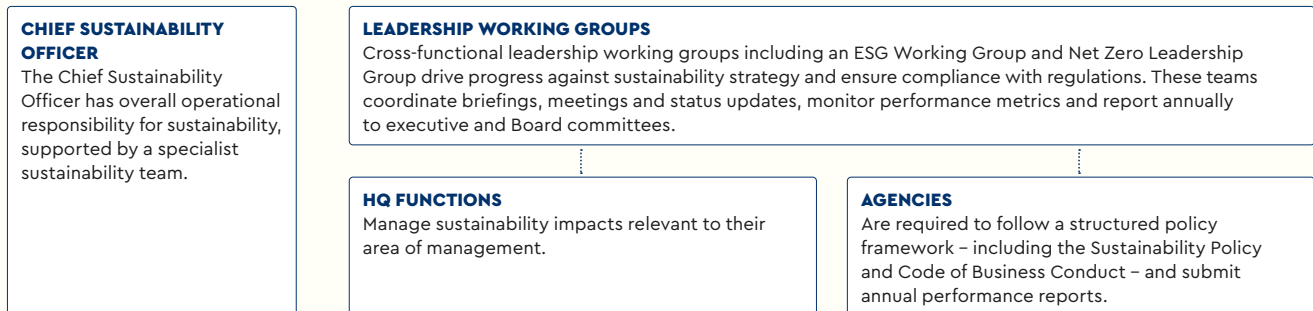 CHIEF SUSTAINABILITY
OFFICER
The Chief Sustainability
Officer has overall operational
responsibility for sustainability,
supported by a specialist
sustainability team.
LEADERSHIP WORKING GROUPS
Cross-functional leadership working groups including an ESG Working Group and Net Zero Leadership
Group drive progress against sustainability strategy and ensure compliance with regulations. These teams
coordinate briefings, meetings and status updates, monitor performance metrics and report annually
to executive and Board committees.
HQ FUNCTIONS
Manage sustainability impacts relevant to their
area of management.
AGENCIES
Are required to follow a structured policy
framework – including the Sustainability Policy
and Code of Business Conduct – and submit
annual performance reports.